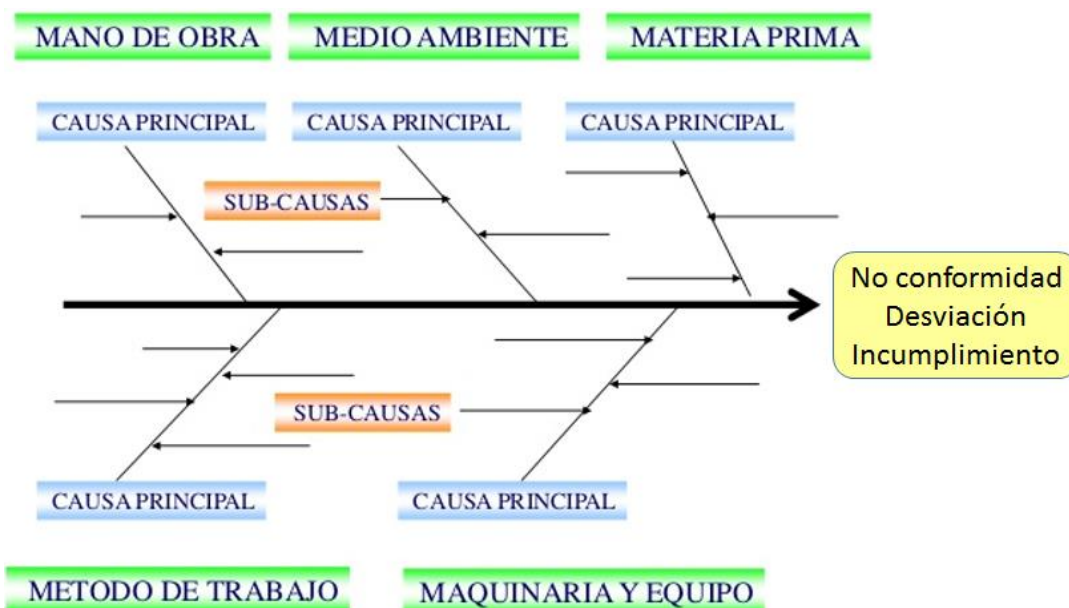 MANO DE OBRA
MEDIO AMBIENTE
MATERIA PRIMA
CAUSA PRINCIPAL
CAUSA PRINCIPAL
CAUSA PRINCIPAL
SUB-CAUSAS
No conformidad
Desviación
Incumplimiento
SUB-CAUSAS
CAUSA PRINCIPAL
CAUSA PRINCIPAL
METODO DE TRABAJO
MAQUINARIA Y EQUIPO